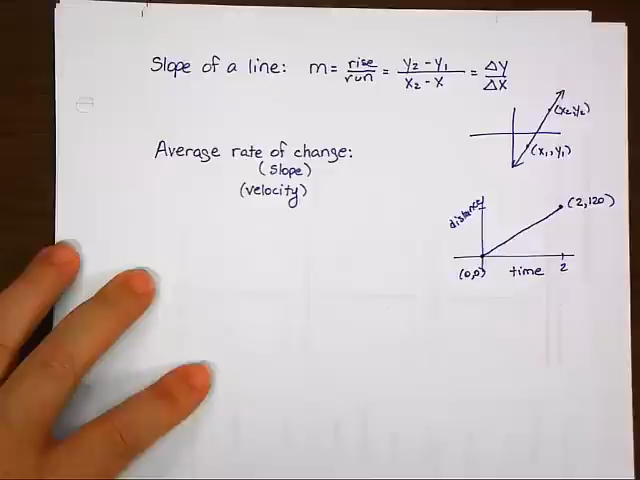 Slope of a line: m = rise/run = y₂ - y₁/x₂ - x = Δy/Δx
(x₂,y₂)
(x₁,y₁)
Average rate of change:
(slope)
(velocity)
distance
(2,120)
(0,0) time 2